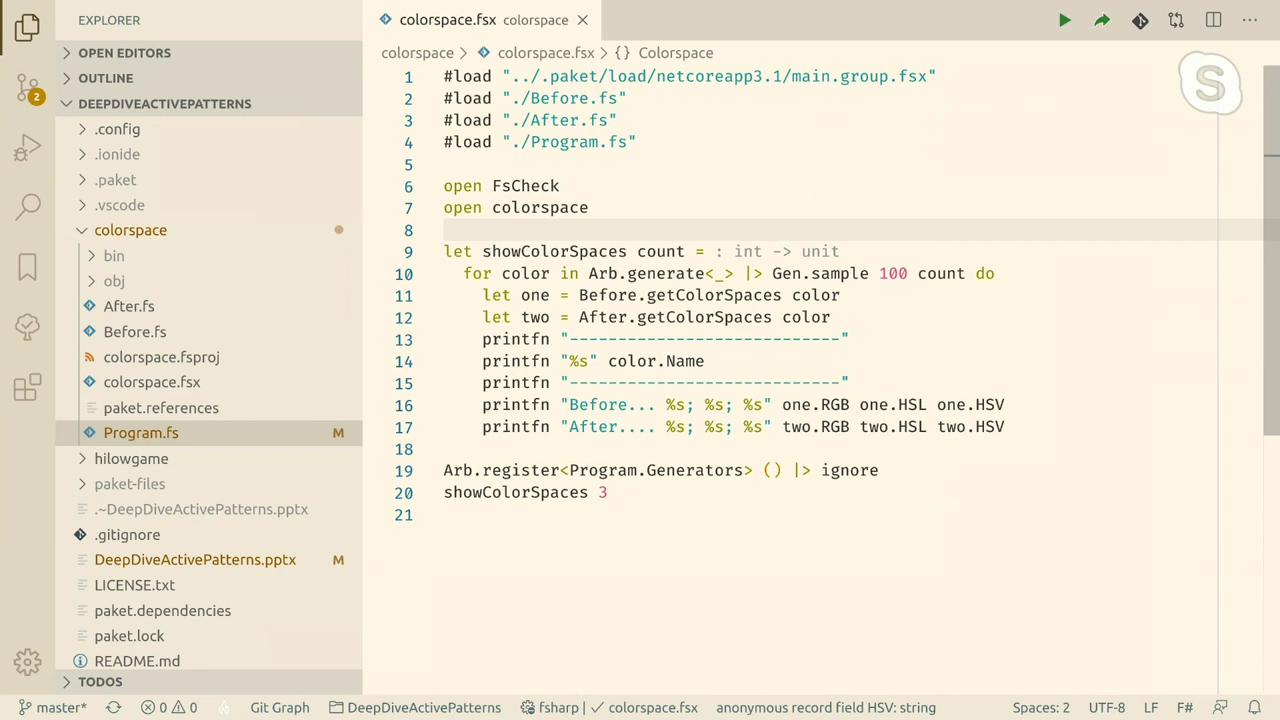 EXPLORER
colorspace.fsx colorspace
OPEN EDITORS
OUTLINE
DEEPDIVEACTIVEPATTERNS
.config
.ionide
.paket
.vscode
colorspace
bin
obj
After.fs
Before.fs
colorspace.fsproj
colorspace.fsx
paket.references
Program.fs M
hilowgame
paket-files
.~DeepDiveActivePatterns.pptx
.gitignore
DeepDiveActivePatterns.pptx M
LICENSE.txt
paket.dependencies
paket.lock
README.md
TODOS
2
colorspace > colorspace.fsx > {} Colorspace
1 #load "../.paket/load/netcoreapp3.1/main.group.fsx"
2 #load "./Before.fs"
3 #load "./After.fs"
4 #load "./Program.fs"
5
6 open FsCheck
7 open colorspace
8
9 let showColorSpaces count = : int -> unit
10 for color in Arb.generate<_> |> Gen.sample 100 count do
11 let one = Before.getColorSpaces color
12 let two = After.getColorSpaces color
13 printfn "----------------------------"
14 printfn "%s" color.Name
15 printfn "----------------------------"
16 printfn "Before... %s; %s; %s" one.RGB one.HSL one.HSV
17 printfn "After.... %s; %s; %s" two.RGB two.HSL two.HSV
18
19 Arb.register<Program.Generators> () |> ignore
20 showColorSpaces 3
21
S
master* 0 0 Git Graph DeepDiveActivePatterns fsharp | ✓ colorspace.fsx anonymous record field HSV: string Spaces: 2 UTF-8 LF F#